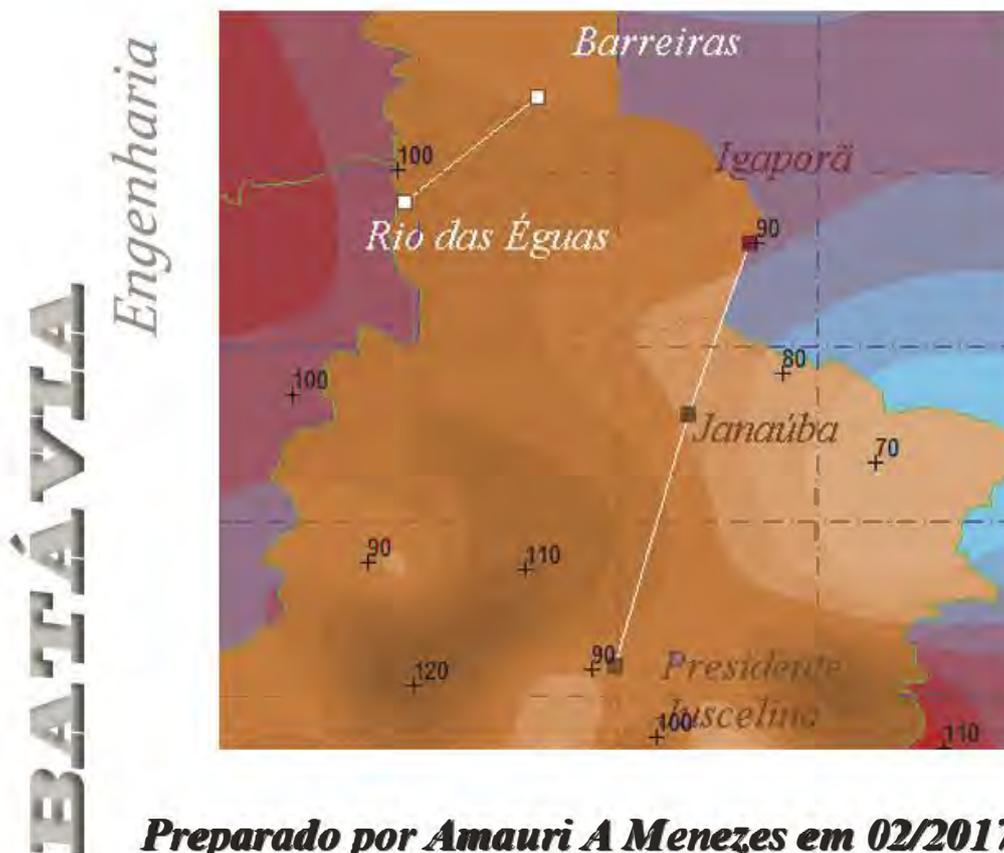 Engenharia
BATÁVIA
Barreiras
Igaporã
100
Rio das Éguas
90
80
100
Janaúba
70
90
110
90
Presidente
120
Juscelino
100
110
Preparado por Amauri A Menezes em 02/2017